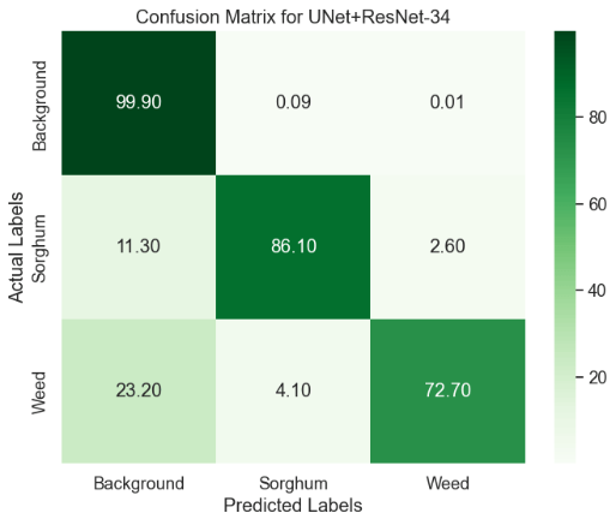 Confusion Matrix for UNet+ResNet-34
Actual Labels
Background
99.90 0.09 0.01
Sorghum
11.30 86.10 2.60
Weed
23.20 4.10 72.70
Background Sorghum Weed
Predicted Labels
80
60
40
20